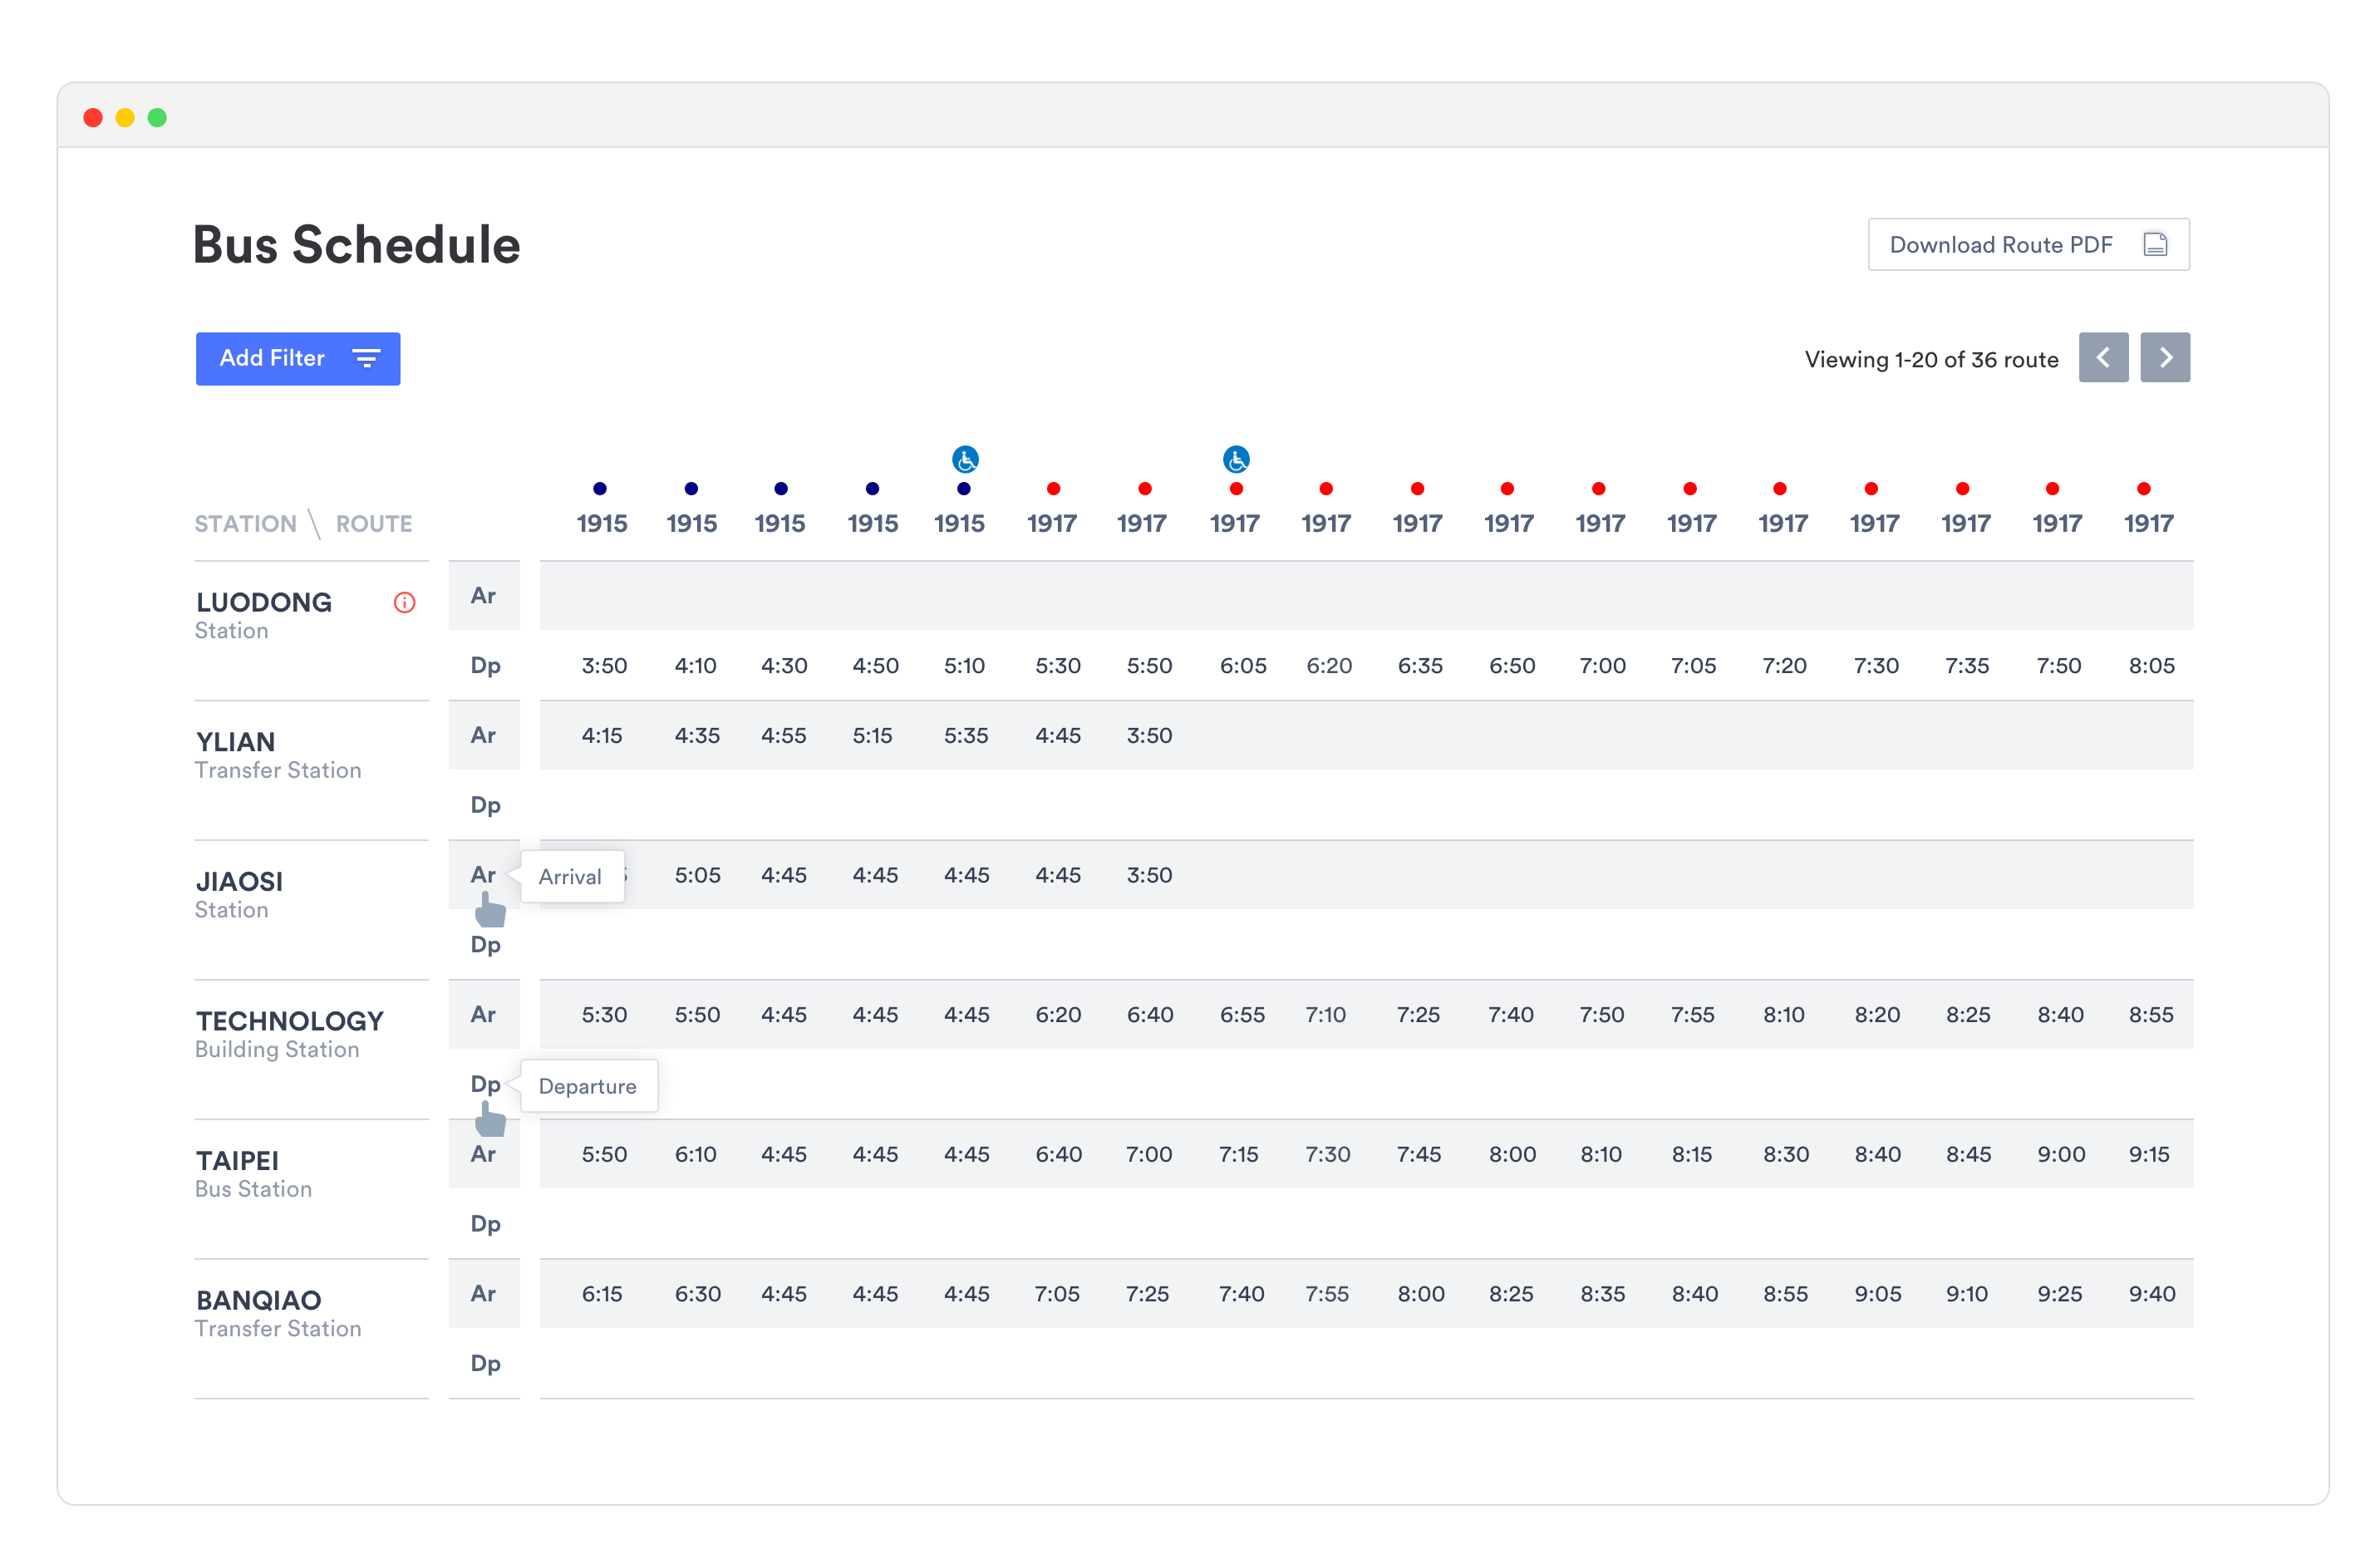 Bus Schedule
Download Route PDF
Add Filter
Viewing 1-20 of 36 route
STATION \ ROUTE 1915 1915 1915 1915 1915 1917 1917 1917 1917 1917 1917 1917 1917 1917 1917 1917 1917 1917
LUODONG Ar
Station
Dp 3:50 4:10 4:30 4:50 5:10 5:30 5:50 6:05 6:20 6:35 6:50 7:00 7:05 7:20 7:30 7:35 7:50 8:05
YLIAN Ar 4:15 4:35 4:55 5:15 5:35 4:45 3:50
Transfer Station
Dp
JIAOSI Ar Arrival 5:05 4:45 4:45 4:45 4:45 3:50
Station
Dp
TECHNOLOGY Ar 5:30 5:50 4:45 4:45 4:45 6:20 6:40 6:55 7:10 7:25 7:40 7:50 7:55 8:10 8:20 8:25 8:40 8:55
Building Station
Dp Departure
TAIPEI Ar 5:50 6:10 4:45 4:45 4:45 6:40 7:00 7:15 7:30 7:45 8:00 8:10 8:15 8:30 8:40 8:45 9:00 9:15
Bus Station
Dp
BANQIAO Ar 6:15 6:30 4:45 4:45 4:45 7:05 7:25 7:40 7:55 8:00 8:25 8:35 8:40 8:55 9:05 9:10 9:25 9:40
Transfer Station
Dp